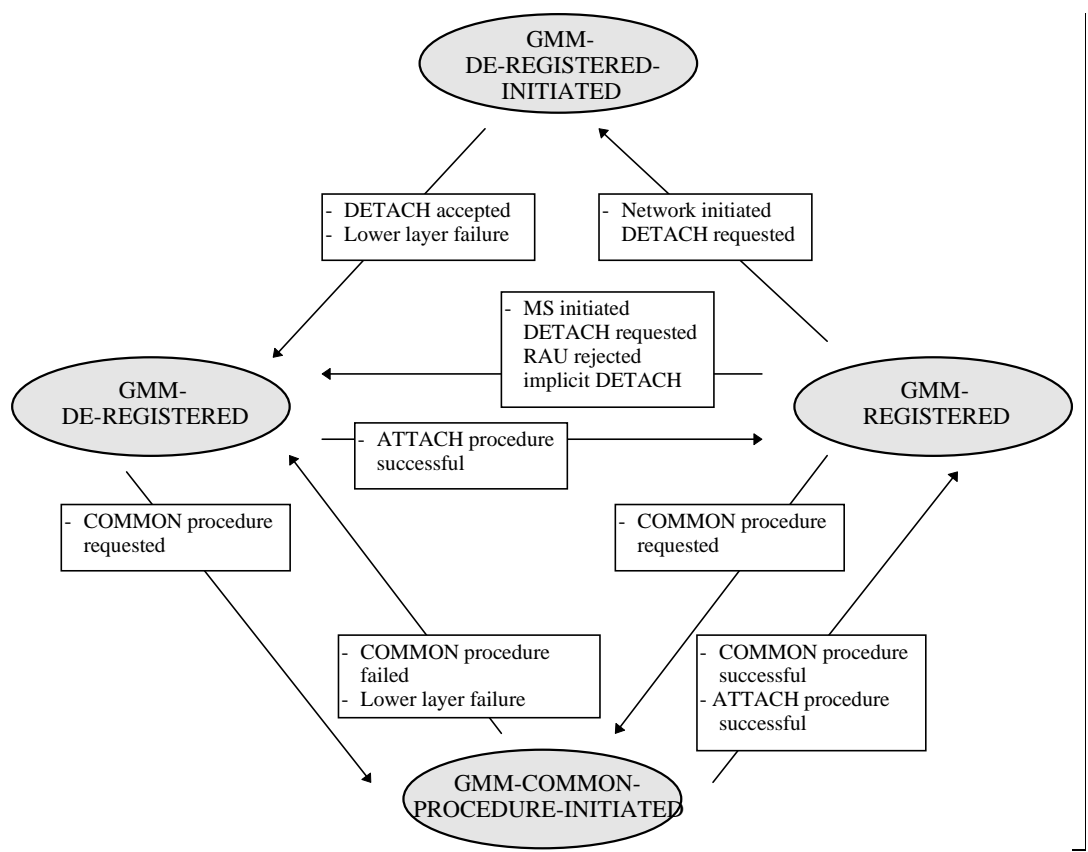 GMM-
DE-REGISTERED-
INITIATED
- DETACH accepted
- Lower layer failure
- Network initiated
DETACH requested
- MS initiated
DETACH requested
RAU rejected
implicit DETACH
GMM-
DE-REGISTERED
GMM-
REGISTERED
- ATTACH procedure
successful
- COMMON procedure
requested
- COMMON procedure
requested
- COMMON procedure
failed
- Lower layer failure
- COMMON procedure
successful
- ATTACH procedure
successful
GMM-COMMON-
PROCEDURE-INITIATED